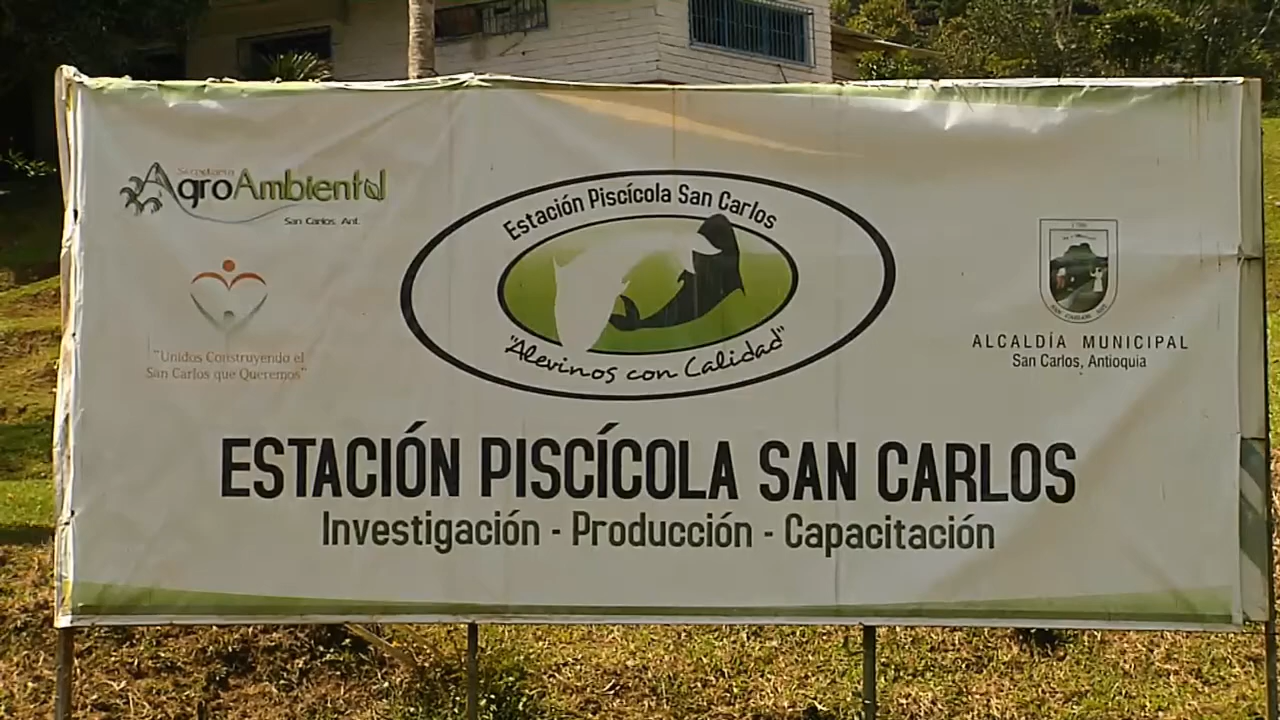 Secretaría
AgroAmbiental
San Carlos, Ant.
"Unidos Construyendo el
San Carlos que Queremos"
Estación Piscícola San Carlos
"Alevinos con Calidad"
ALCALDÍA MUNICIPAL
San Carlos, Antioquia
ESTACIÓN PISCÍCOLA SAN CARLOS
Investigación - Producción - Capacitación